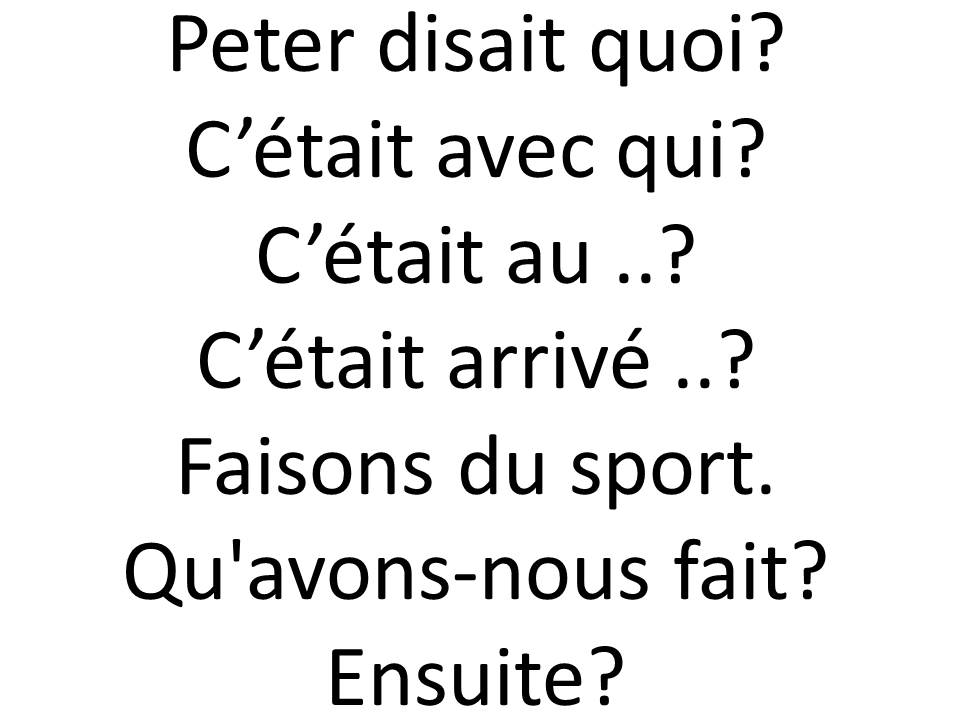 Peter disait quoi?
C’était avec qui?
C’était au ..?
C’était arrivé ..?
Faisons du sport.
Qu'avons-nous fait?
Ensuite?